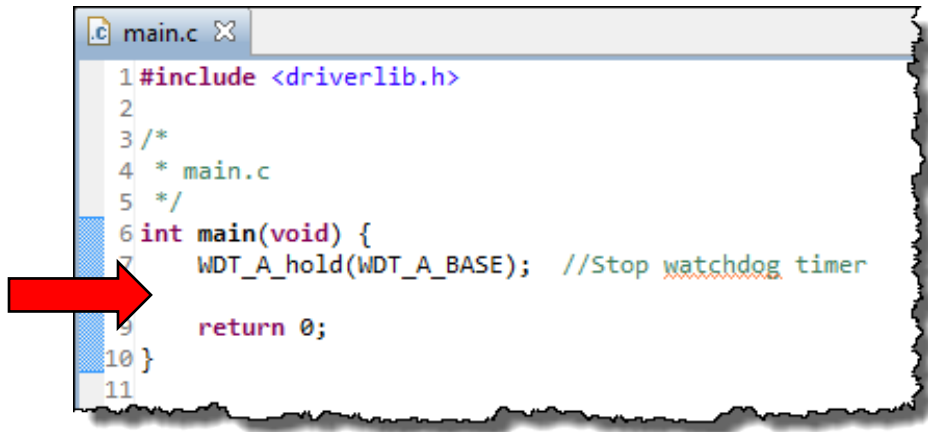 main.c
1 #include <driverlib.h>
2
3 /*
4  * main.c
5  */
6 int main(void) {
7     WDT_A_hold(WDT_A_BASE);  //Stop watchdog timer
9     return 0;
10 }
11